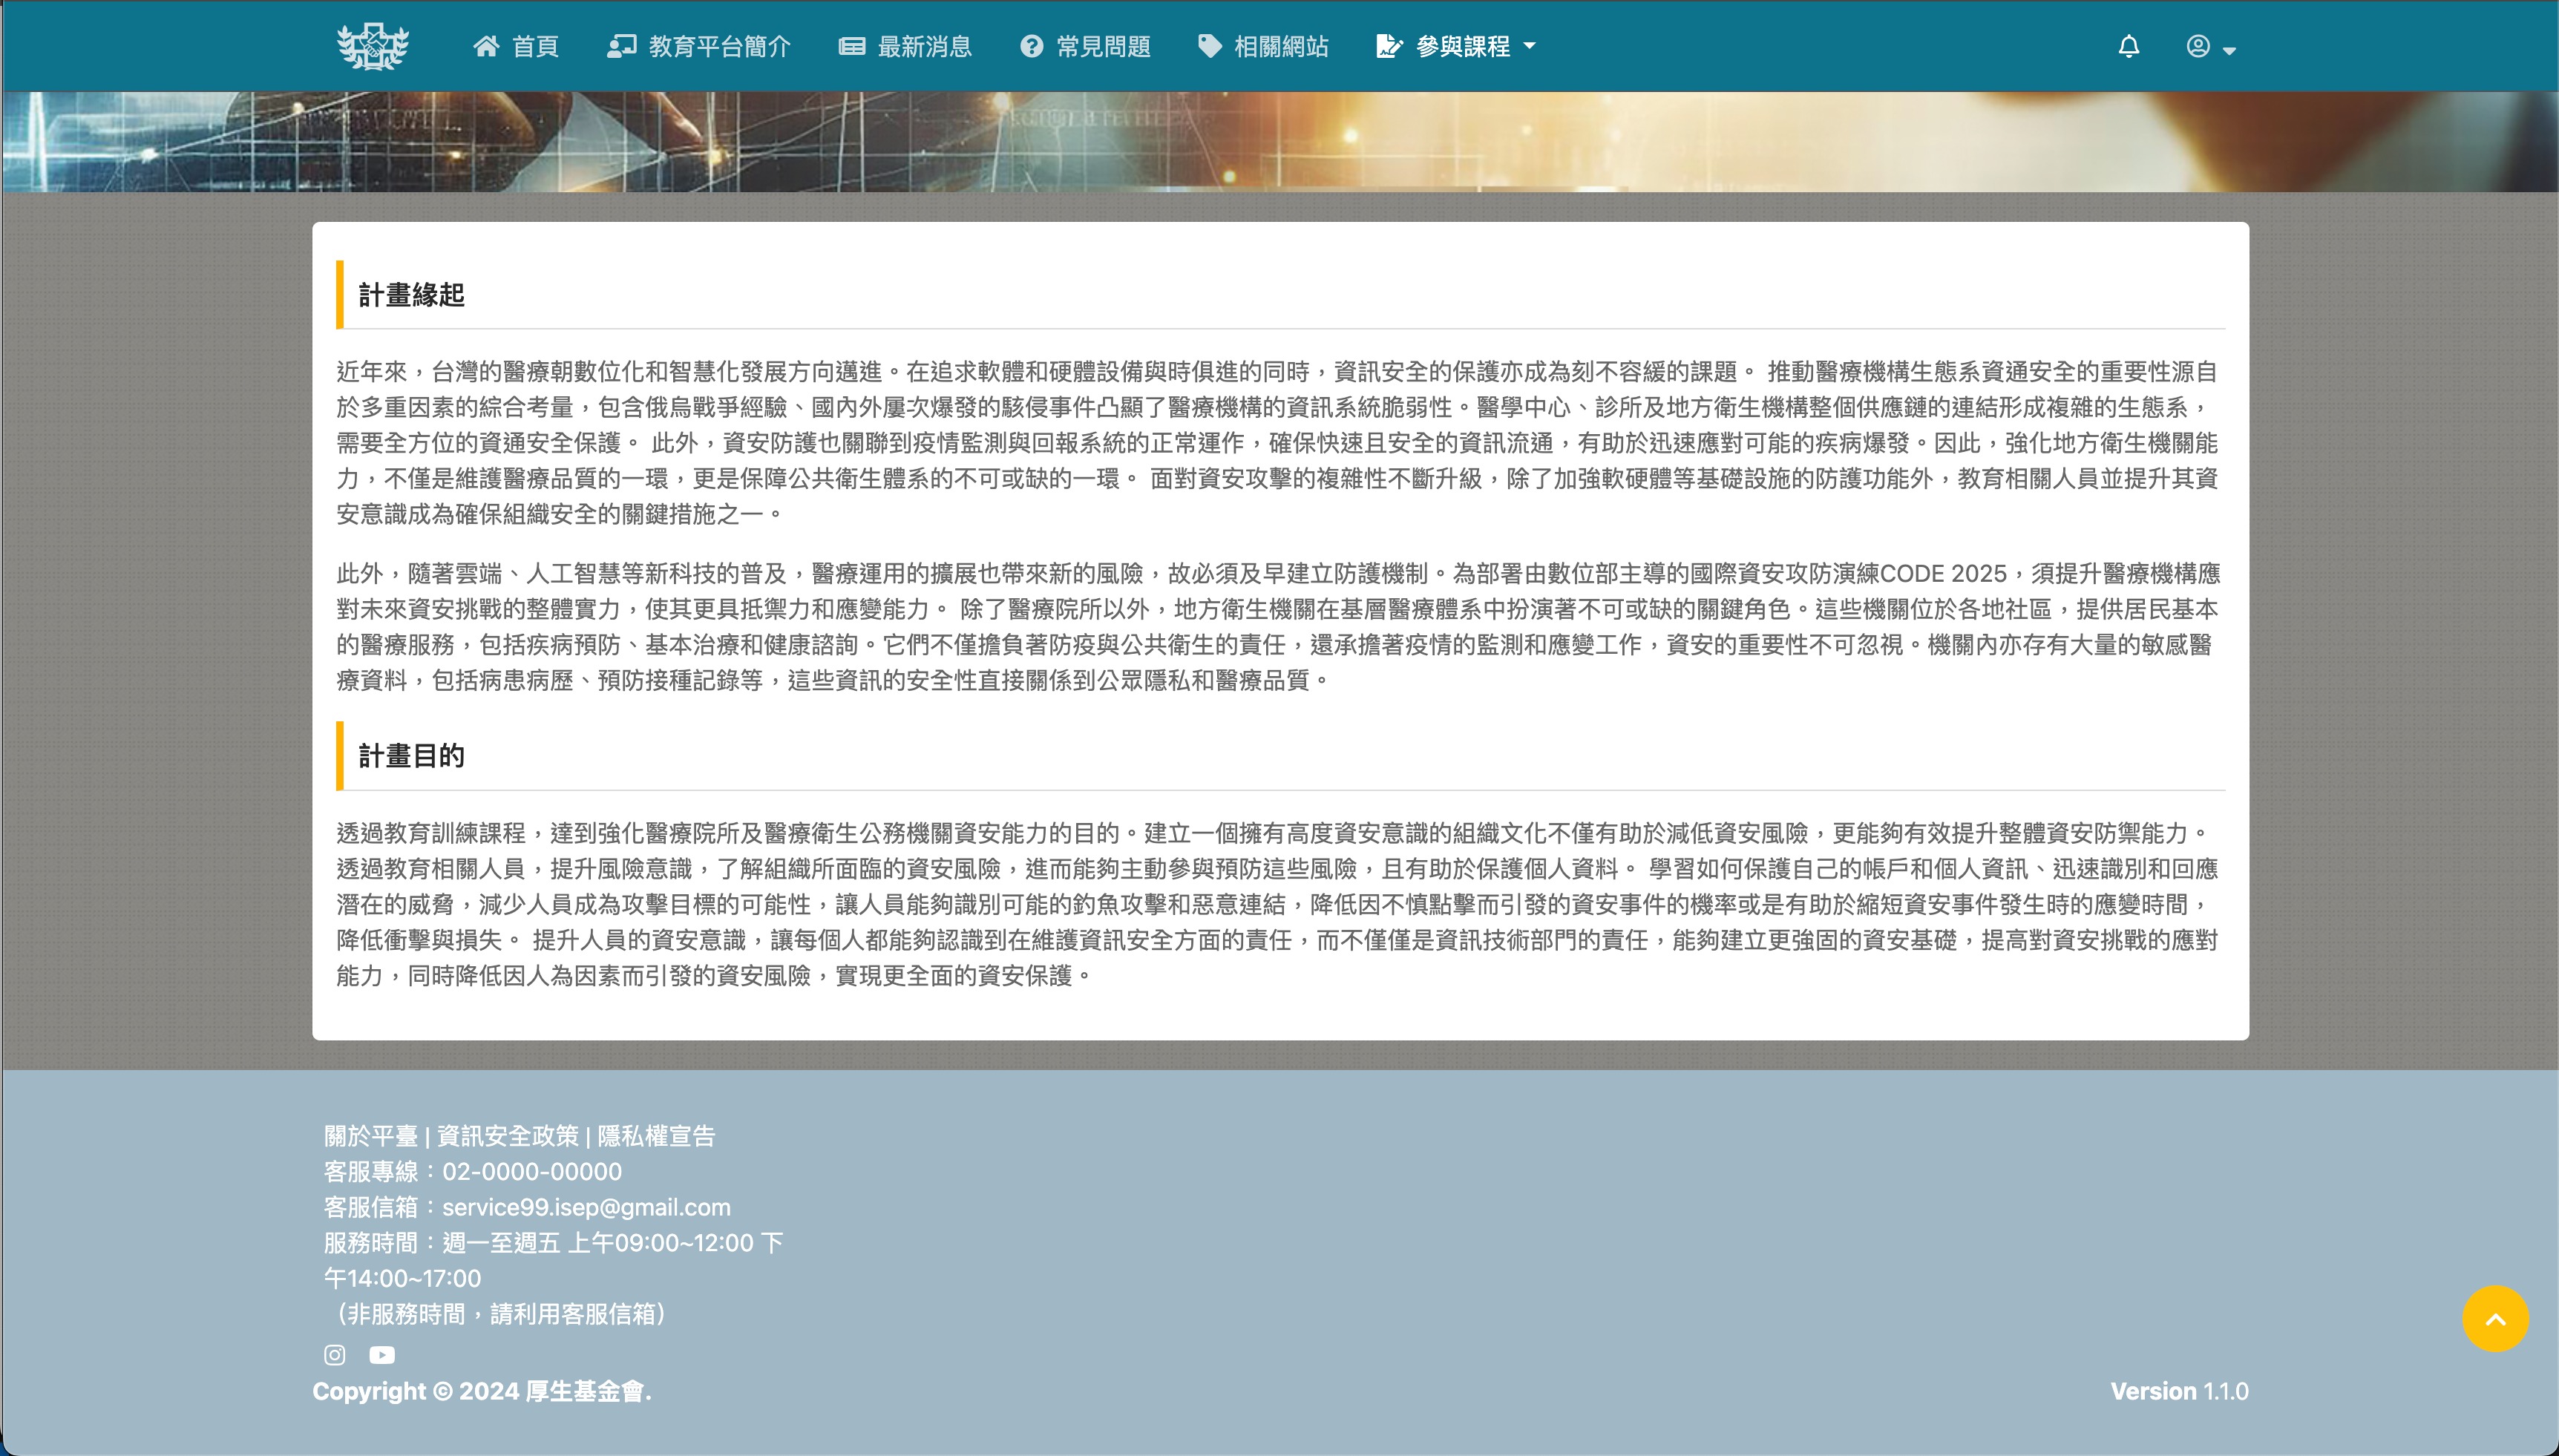 首頁 教育平台簡介 最新消息 常見問題 相關網站 參與課程
計畫緣起
近年來，台灣的醫療朝數位化和智慧化發展方向邁進。在追求軟體和硬體設備與時俱進的同時，資訊安全的保護亦成為刻不容緩的課題。 推動醫療機構生態系資通安全的重要性源自
於多重因素的綜合考量，包含俄烏戰爭經驗、國內外屢次爆發的駭侵事件凸顯了醫療機構的資訊系統脆弱性。醫學中心、診所及地方衛生機構整個供應鏈的連結形成複雜的生態系，
需要全方位的資通安全保護。 此外，資安防護也關聯到疫情監測與回報系統的正常運作，確保快速且安全的資訊流通，有助於迅速應對可能的疾病爆發。因此，強化地方衛生機關能
力，不僅是維護醫療品質的一環，更是保障公共衛生體系的不可或缺的一環。 面對資安攻擊的複雜性不斷升級，除了加強軟硬體等基礎設施的防護功能外，教育相關人員並提升其資
安意識成為確保組織安全的關鍵措施之一。
此外，隨著雲端、人工智慧等新科技的普及，醫療運用的擴展也帶來新的風險，故必須及早建立防護機制。為部署由數位部主導的國際資安攻防演練CODE 2025，須提升醫療機構應
對未來資安挑戰的整體實力，使其更具抵禦力和應變能力。 除了醫療院所以外，地方衛生機關在基層醫療體系中扮演著不可或缺的關鍵角色。這些機關位於各地社區，提供居民基本
的醫療服務，包括疾病預防、基本治療和健康諮詢。它們不僅擔負著防疫與公共衛生的責任，還承擔著疫情的監測和應變工作，資安的重要性不可忽視。機關內亦存有大量的敏感醫
療資料，包括病患病歷、預防接種記錄等，這些資訊的安全性直接關係到公眾隱私和醫療品質。
計畫目的
透過教育訓練課程，達到強化醫療院所及醫療衛生公務機關資安能力的目的。建立一個擁有高度資安意識的組織文化不僅有助於減低資安風險，更能夠有效提升整體資安防禦能力。
透過教育相關人員，提升風險意識，了解組織所面臨的資安風險，進而能夠主動參與預防這些風險，且有助於保護個人資料。 學習如何保護自己的帳戶和個人資訊、迅速識別和回應
潛在的威脅，減少人員成為攻擊目標的可能性，讓人員能夠識別可能的釣魚攻擊和惡意連結，降低因不慎點擊而引發的資安事件的機率或是有助於縮短資安事件發生時的應變時間，
降低衝擊與損失。 提升人員的資安意識，讓每個人都能夠認識到在維護資訊安全方面的責任，而不僅僅是資訊技術部門的責任，能夠建立更強固的資安基礎，提高對資安挑戰的應對
能力，同時降低因人為因素而引發的資安風險，實現更全面的資安保護。
關於平臺 | 資訊安全政策 | 隱私權宣告
客服專線：02-0000-00000
客服信箱：service99.isep@gmail.com
服務時間：週一至週五 上午09:00~12:00 下
午14:00~17:00
（非服務時間，請利用客服信箱）
Copyright © 2024 厚生基金會.
Version 1.1.0